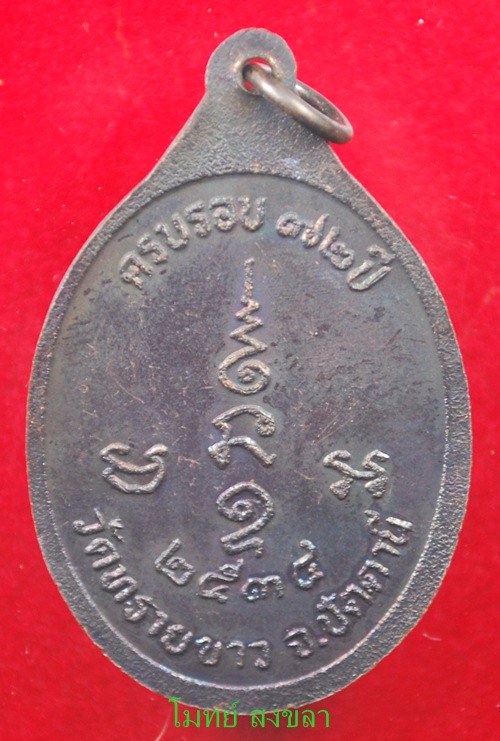 ครบรอบ ๗๒ปี
๒๕๓๔
วัดทรายขาว จ.ปัตตานี
โมทย์ สงขลา